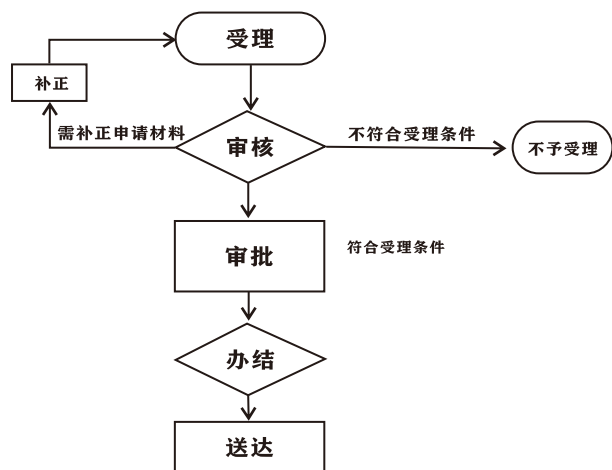 受理
补正
需补正申请材料
审核
不符合受理条件
不予受理
审批
符合受理条件
办结
送达